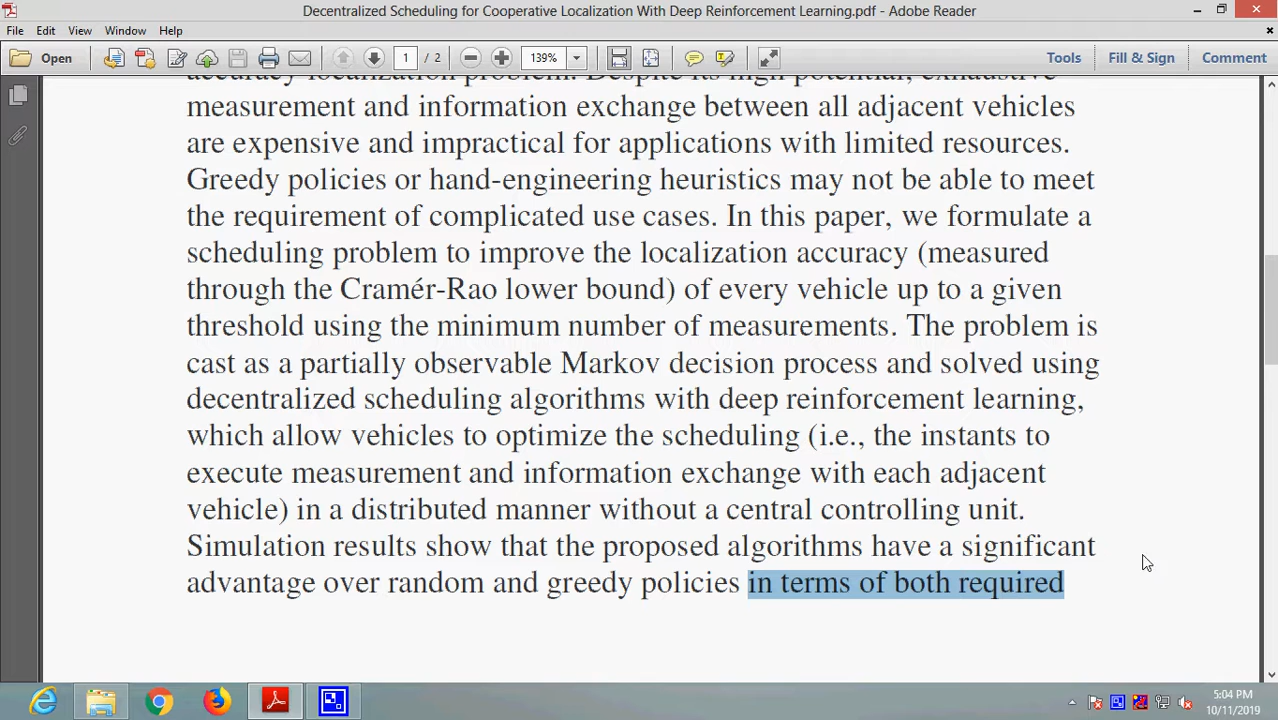 Decentralized Scheduling for Cooperative Localization With Deep Reinforcement Learning.pdf - Adobe Reader
File Edit View Window Help
Open 1 / 2 139% Tools Fill & Sign Comment
accuracy localization problem. Despite its high potential, exhaustive
measurement and information exchange between all adjacent vehicles
are expensive and impractical for applications with limited resources.
Greedy policies or hand-engineering heuristics may not be able to meet
the requirement of complicated use cases. In this paper, we formulate a
scheduling problem to improve the localization accuracy (measured
through the Cramér-Rao lower bound) of every vehicle up to a given
threshold using the minimum number of measurements. The problem is
cast as a partially observable Markov decision process and solved using
decentralized scheduling algorithms with deep reinforcement learning,
which allow vehicles to optimize the scheduling (i.e., the instants to
execute measurement and information exchange with each adjacent
vehicle) in a distributed manner without a central controlling unit.
Simulation results show that the proposed algorithms have a significant
advantage over random and greedy policies in terms of both required
5:04 PM
10/11/2019